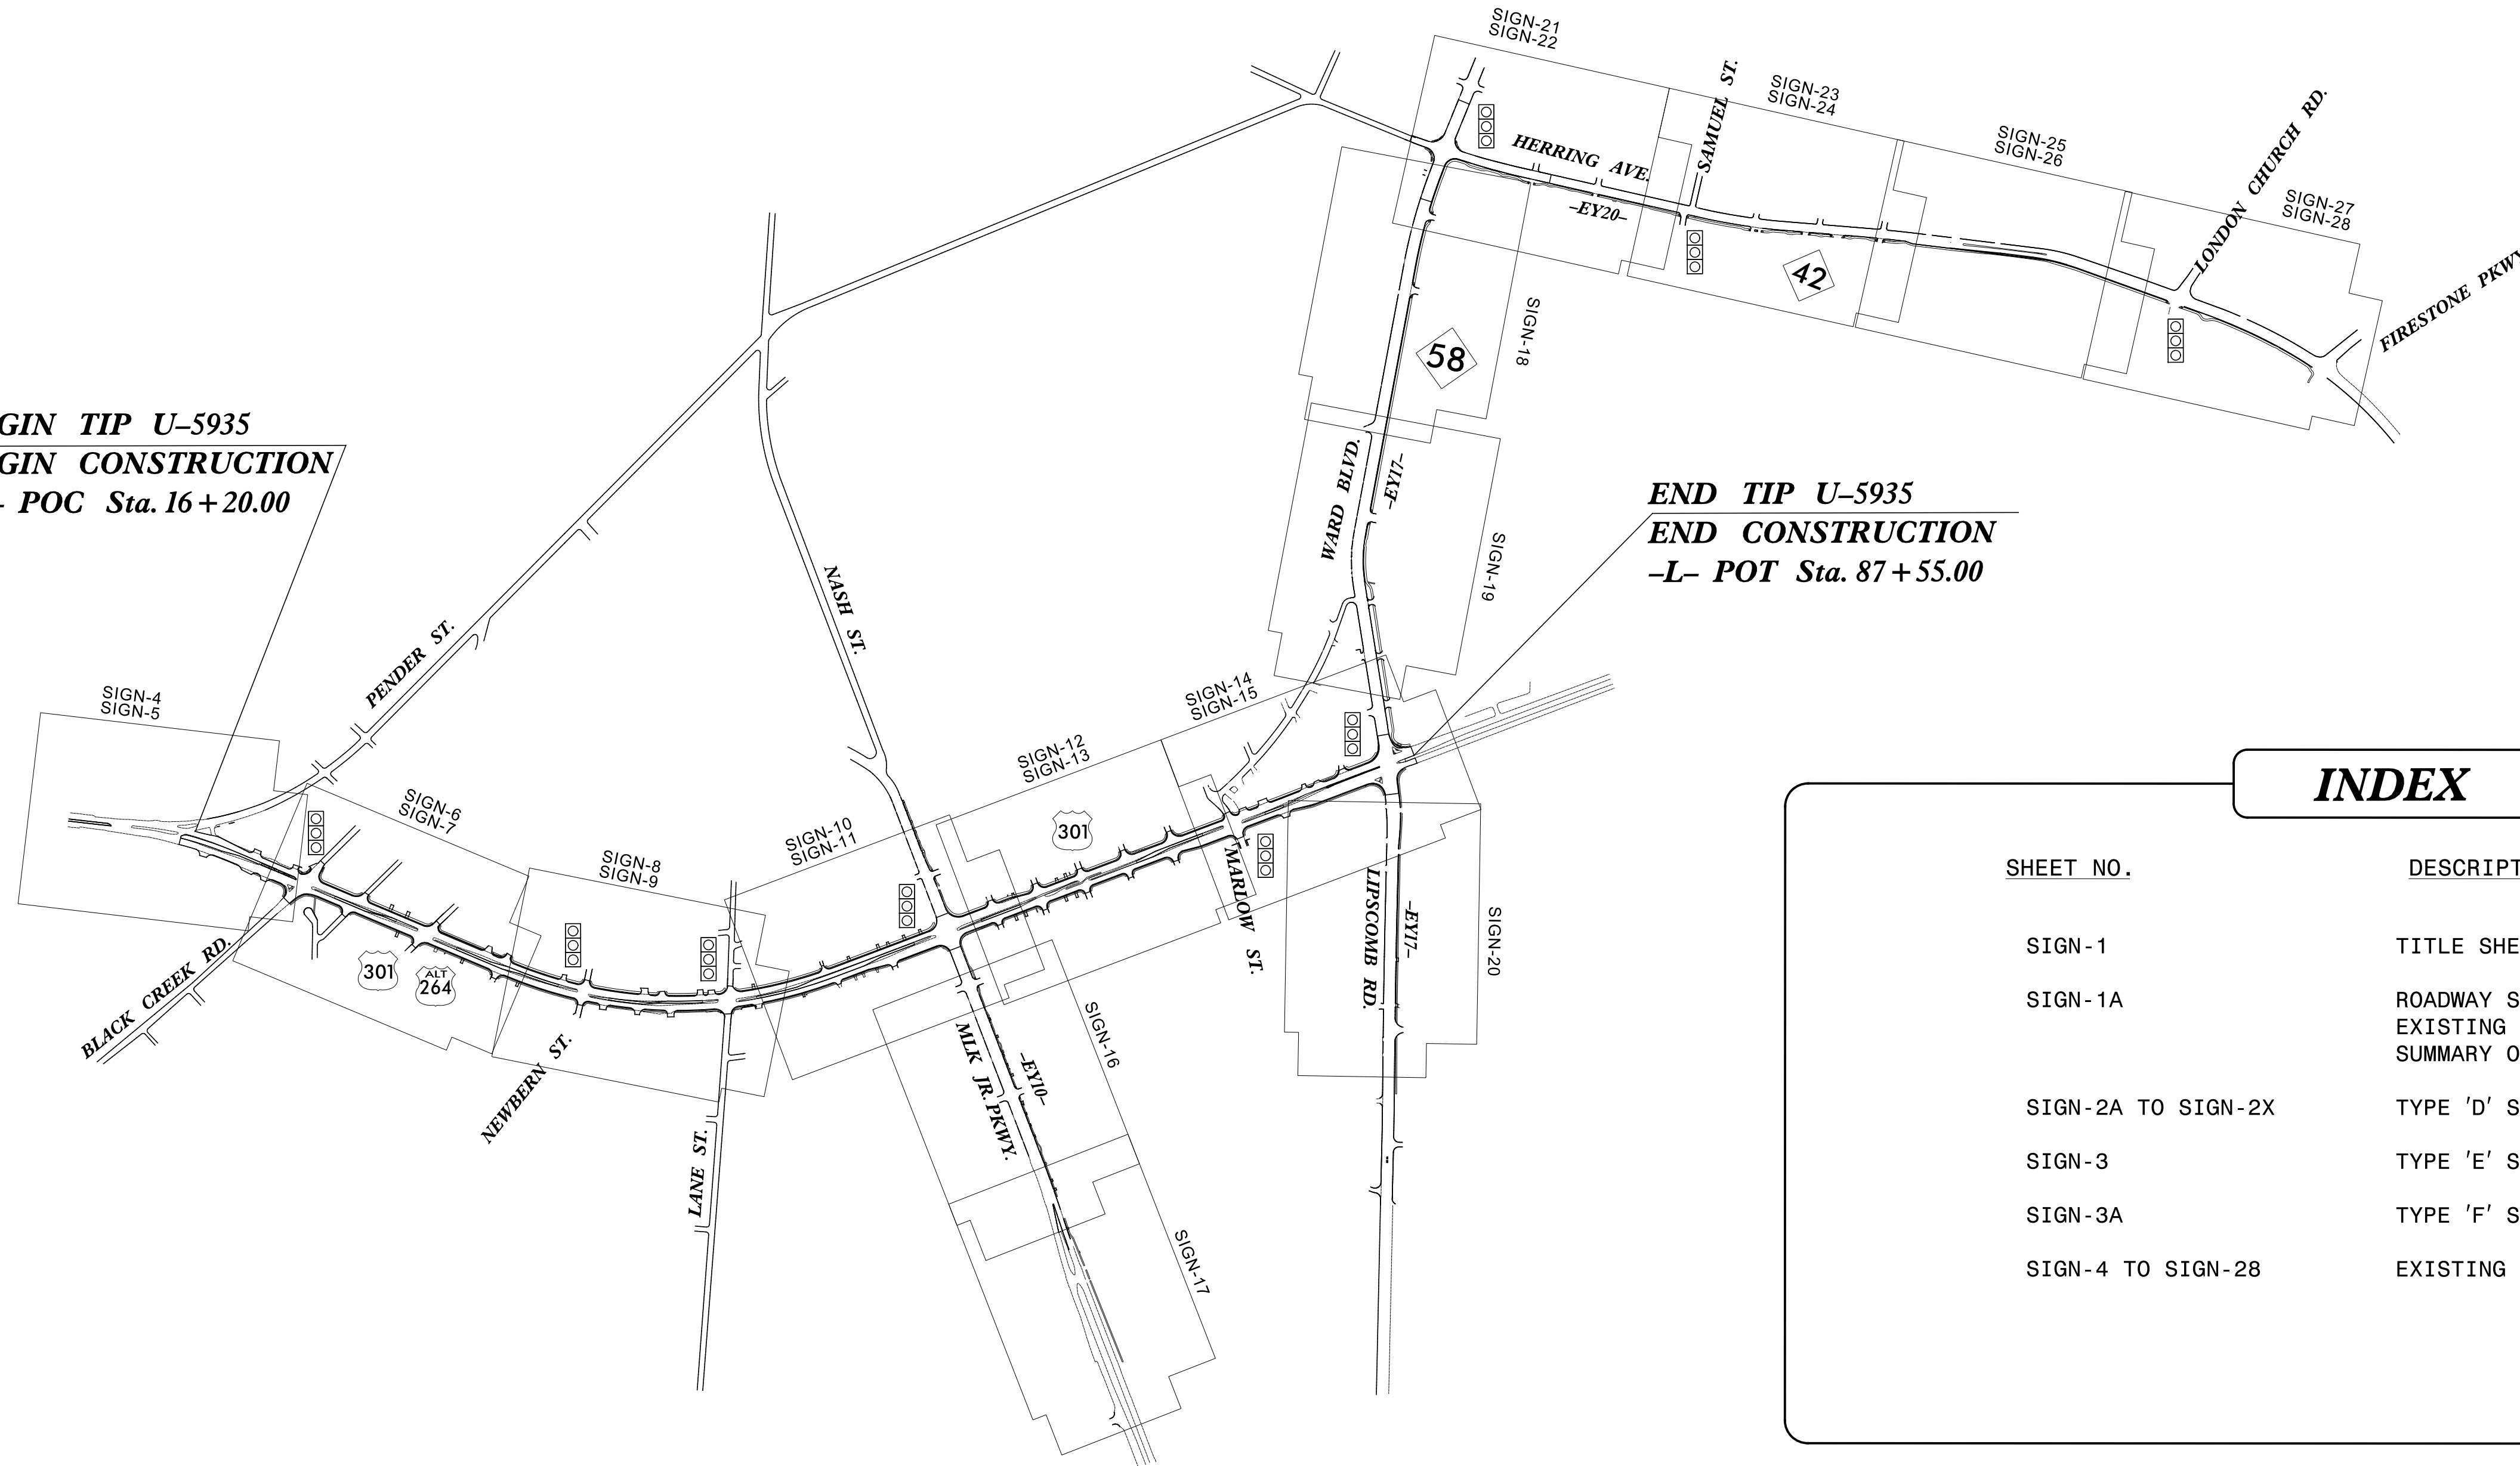 SIGN-21
SIGN-22
SIGN-23
SIGN-24
SIGN-25
SIGN-26
SIGN-27
SIGN-28
SAMUEL ST.
LONDON CHURCH RD.
FIRESTONE PKWY
HERRING AVE.
–EY20–
42
58
SIGN-18
GIN TIP U–5935
GIN CONSTRUCTION
– POC Sta. 16+20.00
WARD BLVD.
–EY17–
END TIP U–5935
END CONSTRUCTION
–L– POT Sta. 87+55.00
SIGN-19
NASH ST.
PENDER ST.
SIGN-4
SIGN-5
SIGN-6
SIGN-7
SIGN-8
SIGN-9
SIGN-10
SIGN-11
SIGN-12
SIGN-13
SIGN-14
SIGN-15
301
MARLOW ST.
LIPSCOMB RD.
–EY17–
SIGN-20
301
ALT
264
BLACK CREEK RD.
NEWBERN ST.
LANE ST.
MLK JR. PKWY.
–EY10–
SIGN-16
SIGN-17
INDEX
SHEET NO. DESCRIPT
SIGN-1 TITLE SHE
SIGN-1A ROADWAY S
EXISTING
SUMMARY O
SIGN-2A TO SIGN-2X TYPE 'D' S
SIGN-3 TYPE 'E' S
SIGN-3A TYPE 'F' S
SIGN-4 TO SIGN-28 EXISTING